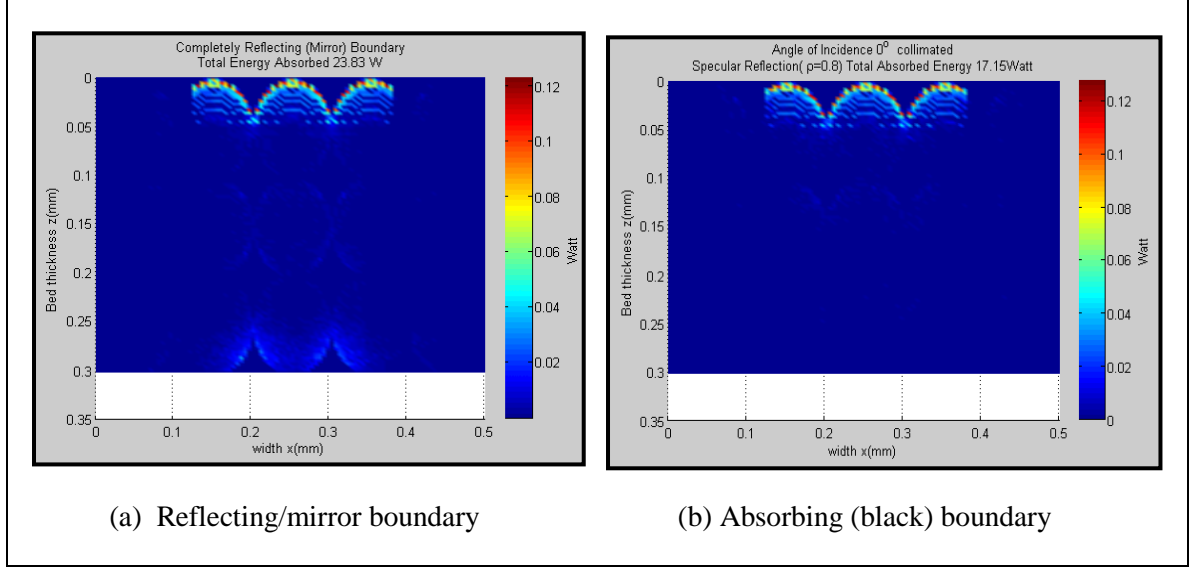 Completely Reflecting (Mirror) Boundary
Total Energy Absorbed 23.83 W
0
0.05
0.1
0.15
0.2
0.25
0.3
0.35
Bed thickness z(mm)
0 0.1 0.2 0.3 0.4 0.5
width x(mm)
0.12
0.1
0.08
0.06
0.04
0.02
Watt
Angle of Incidence 0° collimated
Specular Reflection( ρ=0.8) Total Absorbed Energy 17.15Watt
0
0.05
0.1
0.15
0.2
0.25
0.3
0.35
Bed thickness z(mm)
0 0.1 0.2 0.3 0.4 0.5
width x(mm)
0.12
0.1
0.08
0.06
0.04
0.02
0
Watt
(a) Reflecting/mirror boundary
(b) Absorbing (black) boundary